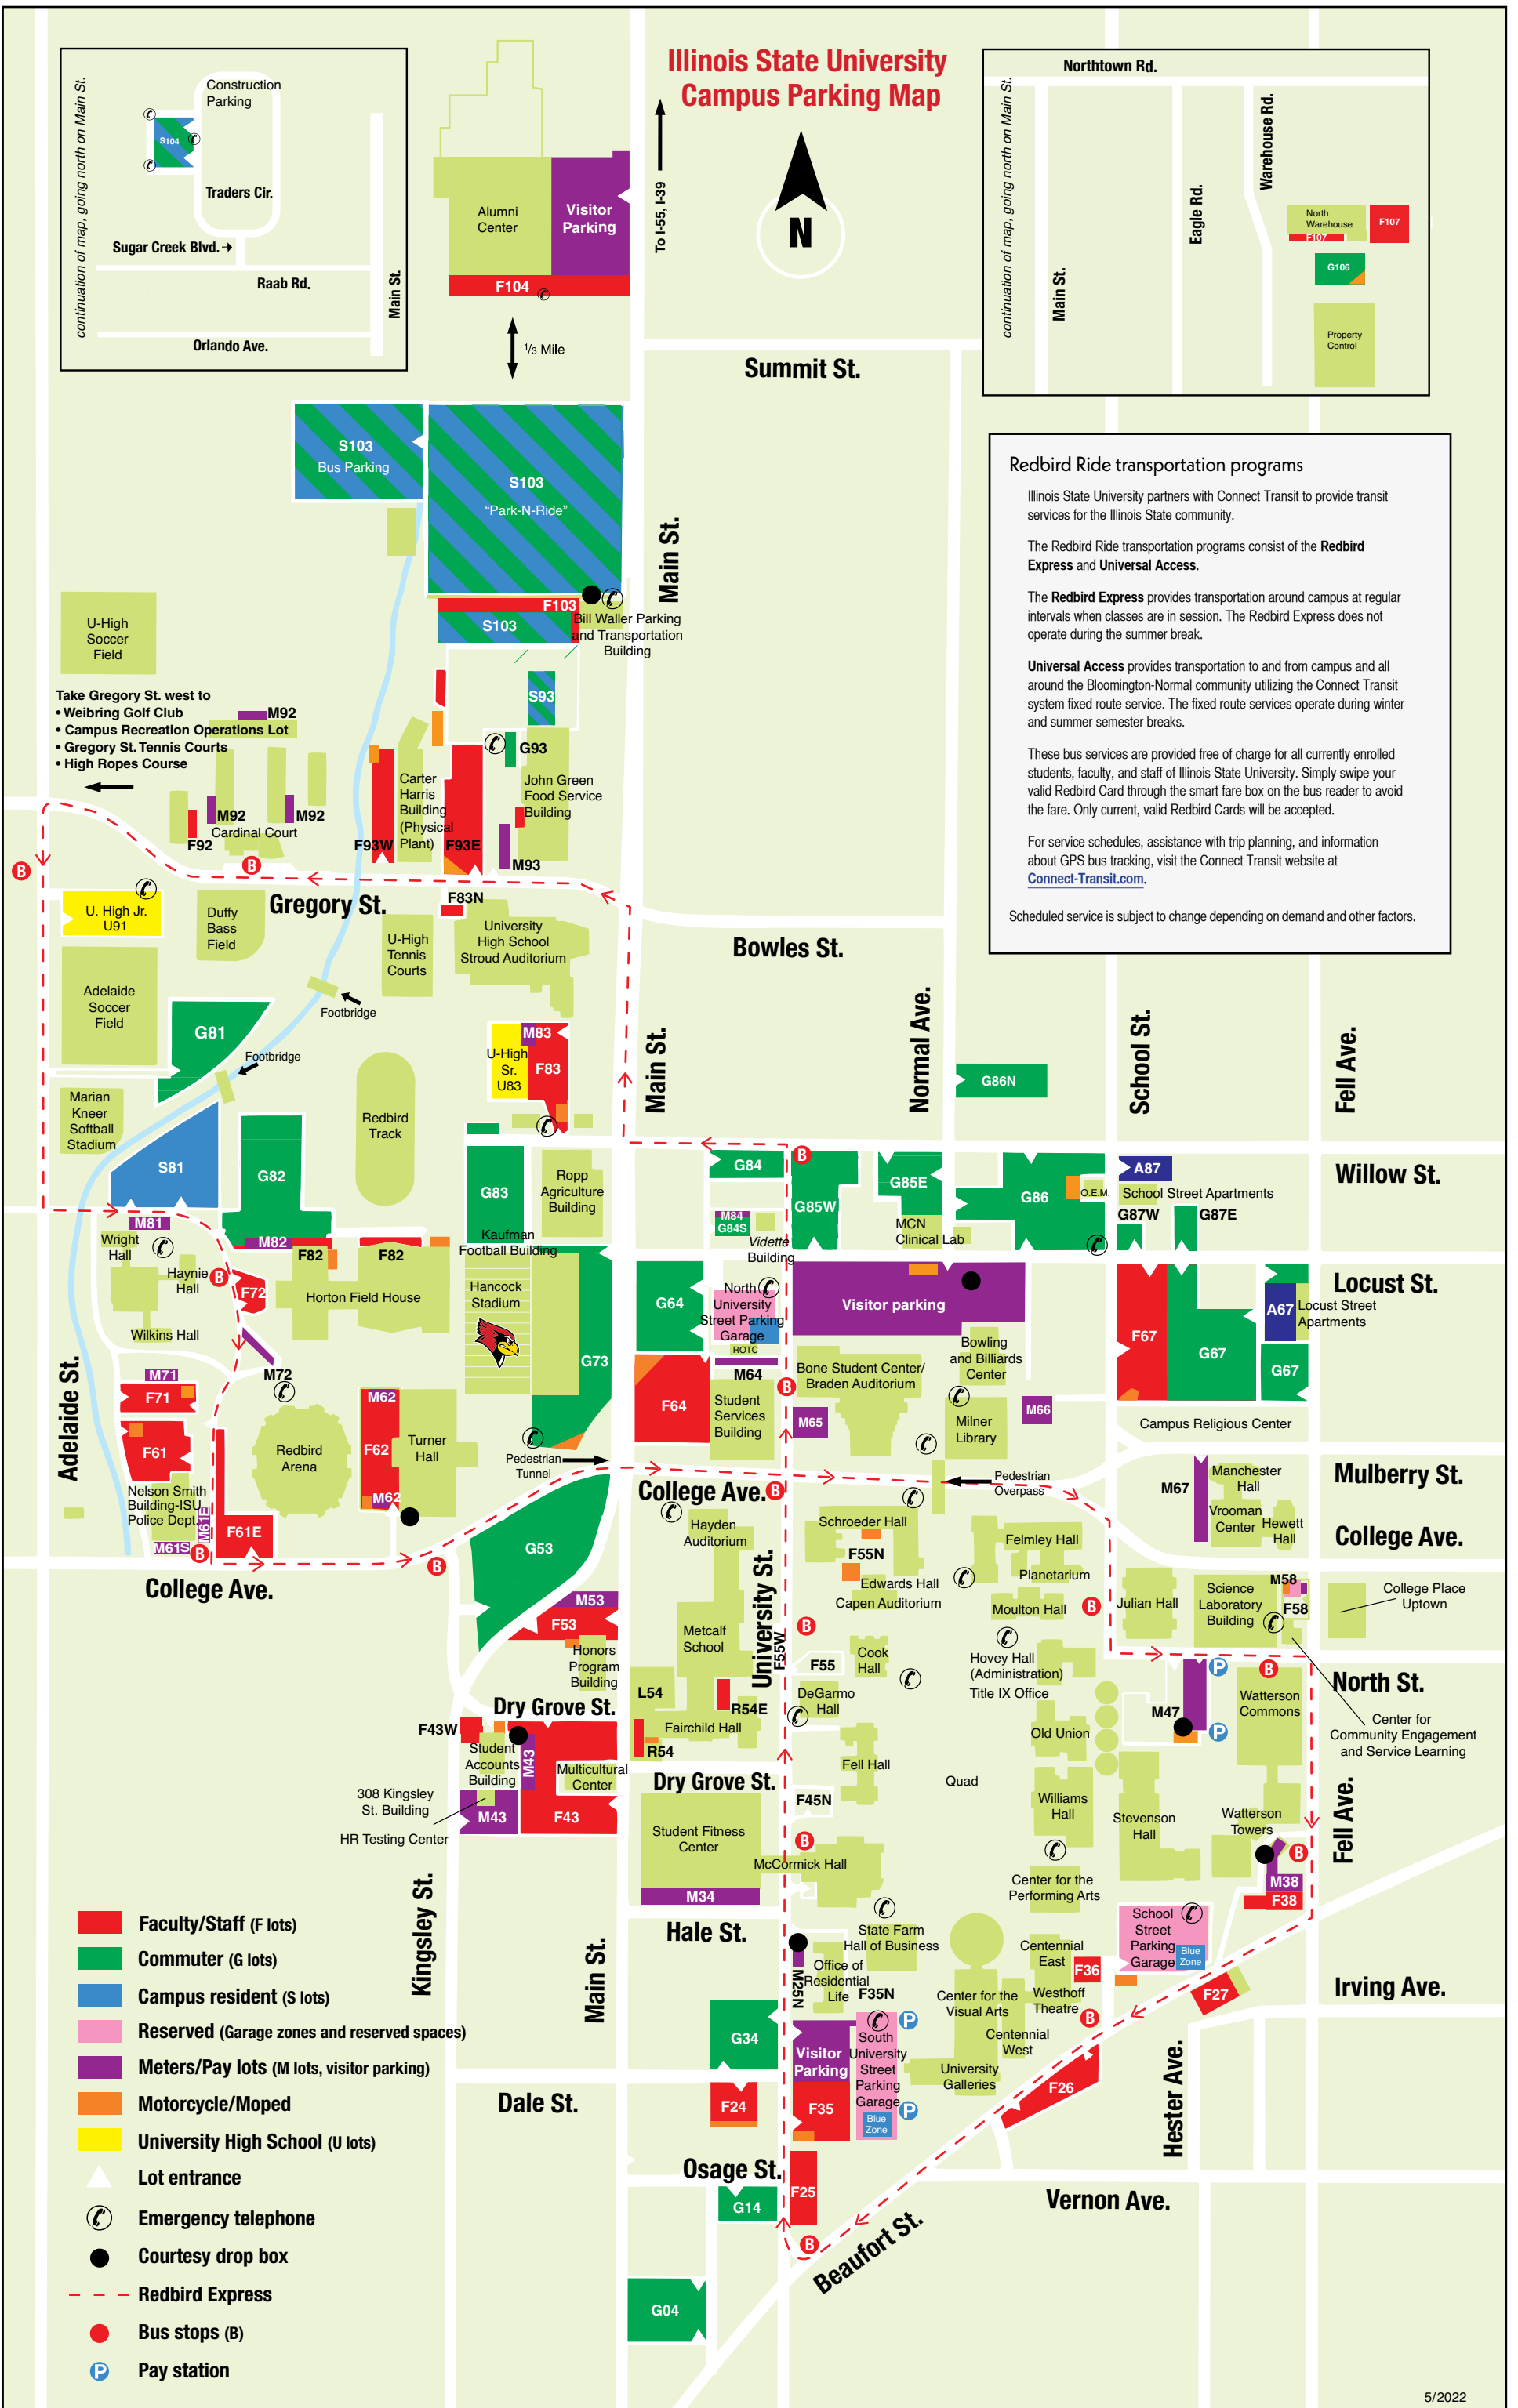 Illinois State University
Campus Parking Map
N
To I-55, I-39
continuation of map, going north on Main St.
Construction
Parking
S104
Traders Cir.
Sugar Creek Blvd.
Raab Rd.
Orlando Ave.
Main St.
Alumni
Center
Visitor
Parking
F104
1/3 Mile
continuation of map, going north on Main St.
Northtown Rd.
Main St.
Eagle Rd.
Warehouse Rd.
North
Warehouse
F107
F107
G106
Property
Control
Summit St.
Redbird Ride transportation programs
Illinois State University partners with Connect Transit to provide transit
services for the Illinois State community.
The Redbird Ride transportation programs consist of the Redbird
Express and Universal Access.
The Redbird Express provides transportation around campus at regular
intervals when classes are in session. The Redbird Express does not
operate during the summer break.
Universal Access provides transportation to and from campus and all
around the Bloomington-Normal community utilizing the Connect Transit
system fixed route service. The fixed route services operate during winter
and summer semester breaks.
These bus services are provided free of charge for all currently enrolled
students, faculty, and staff of Illinois State University. Simply swipe your
valid Redbird Card through the smart fare box on the bus reader to avoid
the fare. Only current, valid Redbird Cards will be accepted.
For service schedules, assistance with trip planning, and information
about GPS bus tracking, visit the Connect Transit website at
Connect-Transit.com.
Scheduled service is subject to change depending on demand and other factors.
S103
Bus Parking
S103
“Park-N-Ride”
Main St.
F103
S103
Bill Waller Parking
and Transportation
Building
U-High
Soccer
Field
S93
Take Gregory St. west to
• Weibring Golf Club
• Campus Recreation Operations Lot
• Gregory St. Tennis Courts
• High Ropes Course
M92
G93
Carter
Harris
Building
(Physical
Plant)
John Green
Food Service
Building
M92
M92
F92
Cardinal Court
F93W
F93E
M93
B
B
Gregory St.
F83N
U. High Jr.
U91
Duffy
Bass
Field
U-High
Tennis
Courts
University
High School
Stroud Auditorium
Bowles St.
Adelaide
Soccer
Field
Footbridge
G81
Footbridge
M83
U-High
Sr.
U83
F83
Main St.
Normal Ave.
School St.
Fell Ave.
G86N
Marian
Kneer
Softball
Stadium
Redbird
Track
S81
G82
G83
Ropp
Agriculture
Building
G84
B
G85W
G85E
G86
O.E.M.
A87
Willow St.
School Street Apartments
G87W
G87E
M84
G84S
Vidette
Building
MCN
Clinical Lab
M81
Wright
Hall
M82
F82
F82
Kaufman
Football Building
Haynie
Hall
B
F72
Horton Field House
Hancock
Stadium
G64
North
University
Street Parking
Garage
ROTC
M64
Visitor parking
Locust St.
A67
Locust Street
Apartments
F67
G67
G67
Wilkins Hall
M72
G73
Bowling
and Billiards
Center
Bone Student Center/
Braden Auditorium
B
M71
F71
F61
Adelaide St.
M62
F62
Turner
Hall
M62
Redbird
Arena
F64
Student
Services
Building
M65
Milner
Library
M66
Campus Religious Center
Pedestrian
Tunnel
Pedestrian
Overpass
Mulberry St.
Nelson Smith
Building-ISU
Police Dept.
M61E
M61S
B
F61E
College Ave.
B
College Ave.
B
M67
Manchester
Hall
Vrooman
Center
Hewett
Hall
College Ave.
Hayden
Auditorium
Schroeder Hall
F55N
Edwards Hall
Capen Auditorium
Felmley Hall
Planetarium
Moulton Hall
B
Julian Hall
Science
Laboratory
Building
M58
F58
College Place
Uptown
G53
M53
F53
Honors
Program
Building
Metcalf
School
University St.
B
F55W
F55
Cook
Hall
DeGarmo
Hall
Hovey Hall
(Administration)
Title IX Office
P
B
Watterson
Commons
North St.
Center for
Community Engagement
and Service Learning
L54
R54E
Dry Grove St.
Fairchild Hall
R54
F43W
Student
Accounts
Building
M43
Multicultural
Center
Dry Grove St.
308 Kingsley
St. Building
HR Testing Center
M43
F43
Fell Hall
Quad
Old Union
M47
P
F45N
Student Fitness
Center
B
McCormick Hall
Williams
Hall
Stevenson
Hall
Watterson
Towers
B
M38
F38
Fell Ave.
Center for the
Performing Arts
Kingsley St.
M34
Hale St.
Main St.
State Farm
Hall of Business
Office of
Residential
Life
M25N
F35N
Centennial
East
F36
School
Street
Parking
Garage
Blue
Zone
F27
Irving Ave.
Westhoff
Theatre
Center for the
Visual Arts
B
Centennial
West
University
Galleries
G34
Visitor
Parking
South
University
Street
Parking
Garage
Blue
Zone
P
P
Dale St.
F24
F35
F26
Hester Ave.
Osage St.
F25
G14
B
Beaufort St.
Vernon Ave.
G04
Faculty/Staff (F lots)
Commuter (G lots)
Campus resident (S lots)
Reserved (Garage zones and reserved spaces)
Meters/Pay lots (M lots, visitor parking)
Motorcycle/Moped
University High School (U lots)
Lot entrance
Emergency telephone
Courtesy drop box
Redbird Express
Bus stops (B)
P
Pay station
5/2022